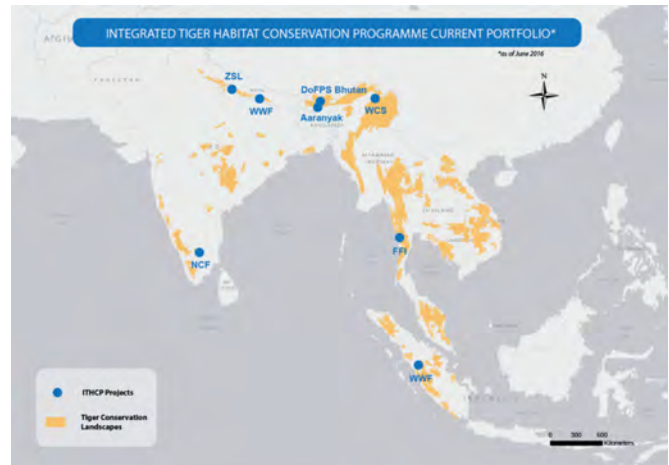 INTEGRATED TIGER HABITAT CONSERVATION PROGRAMME CURRENT PORTFOLIO*
*as of June 2016
N
ZSL
WWF
DoFPS Bhutan
Aaranyak
WCS
NCF
FFI
WWF
ITHCP Projects
Tiger Conservation
Landscapes
0 300 600
Kilometers